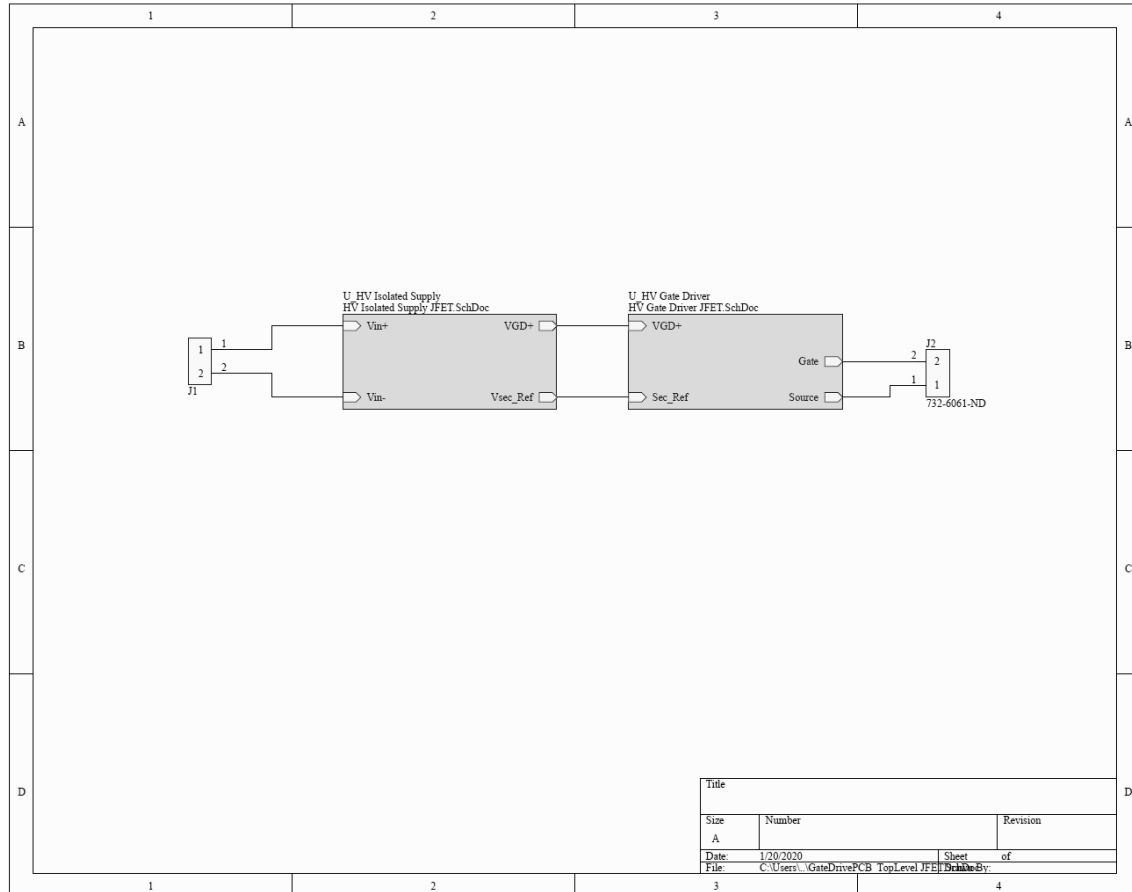 1 2 3 4
A A
U_HV Isolated Supply
HV Isolated Supply JFET.SchDoc
U_HV Gate Driver
HV Gate Driver JFET.SchDoc
Vin+ VGD+ VGD+
B B
1 1
2 2
J1
Gate
J2
2 2
1 1
Vin- Vsec_Ref Sec_Ref Source
732-6061-ND
C C
D D
Title
Size Number Revision
A
Date: 1/20/2020 Sheet of
File: C:\Users\..\GateDrivePCB_TopLevel JFET.SchDoc By:
1 2 3 4